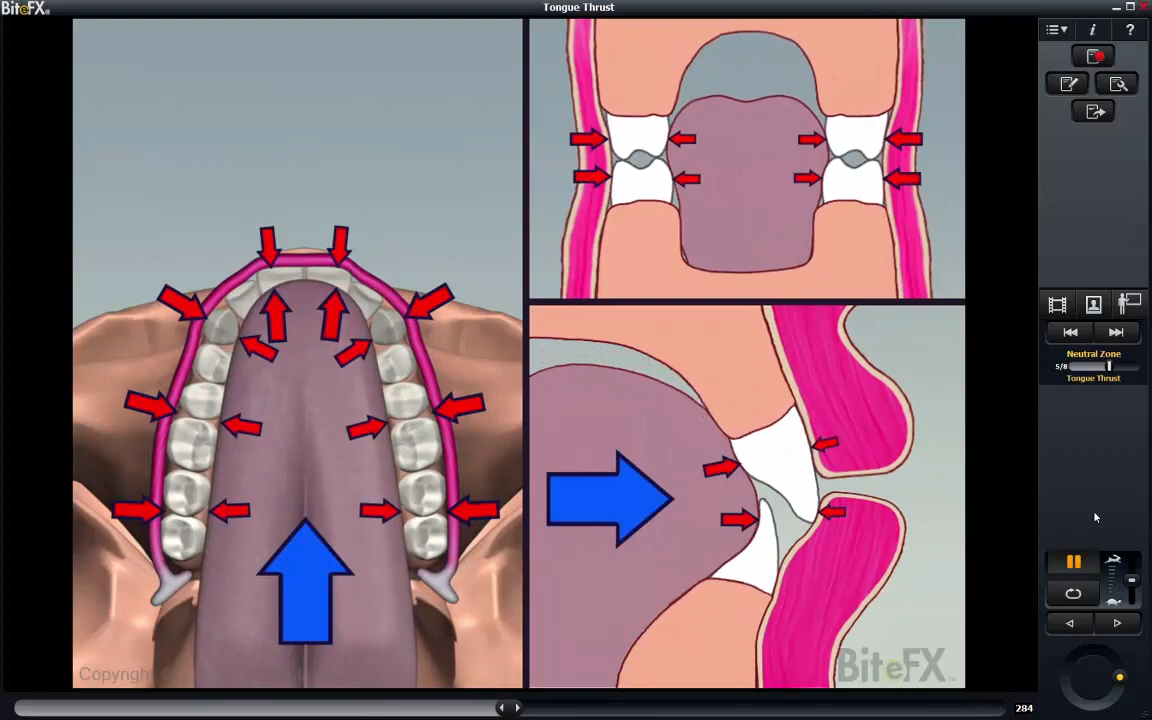 BiteFX®
Tongue Thrust
i
?
Neutral Zone
5/8
Tongue Thrust
Copyright
BiteFX
284